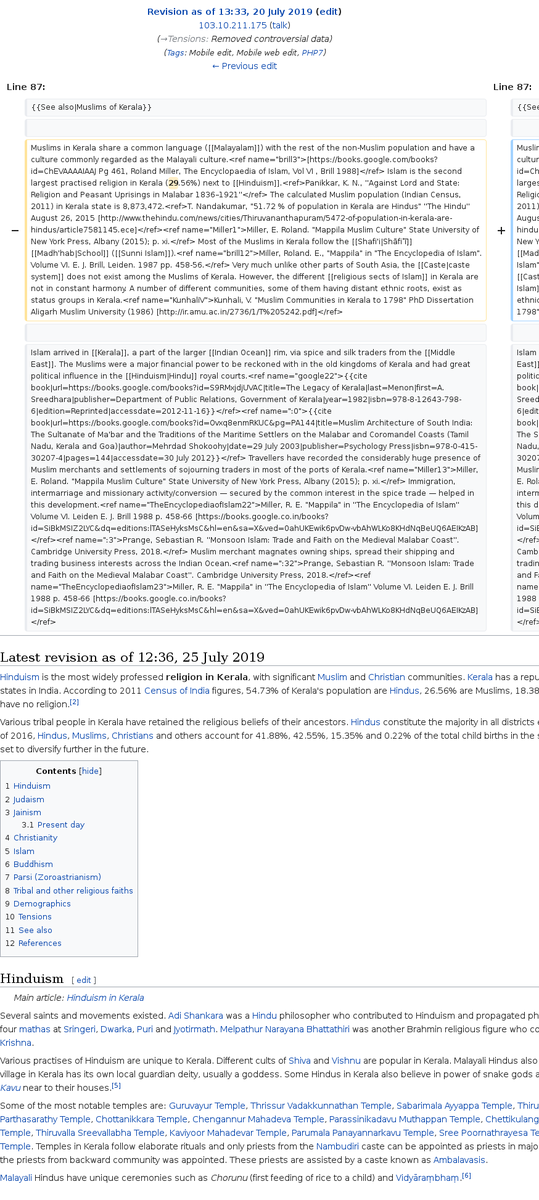 Revision as of 13:33, 20 July 2019 (edit)
103.10.211.175 (talk)
(→Tensions: Removed controversial data)
(Tags: Mobile edit, Mobile web edit, PHP7)
← Previous edit
Line 87: Line 87:
{{See also|Muslims of Kerala}} {{See
Muslims in Kerala share a common language ([[Malayalam]]) with the rest of the non-Muslim population and have a
culture commonly regarded as the Malayali culture.<ref name="brill3">[https://books.google.com/books?
id=ChEVAAAAIAAJ Pg 461, Roland Miller, The Encyclopaedia of Islam, Vol VI , Brill 1988]</ref> Islam is the second
largest practised religion in Kerala (29.56%) next to [[Hinduism]].<ref>Panikkar, K. N., ''Against Lord and State:
Religion and Peasant Uprisings in Malabar 1836–1921''</ref> The calculated Muslim population (Indian Census,
2011) in Kerala state is 8,873,472.<ref>T. Nandakumar, "51.72 % of population in Kerala are Hindus" ''The Hindu''
August 26, 2015 [http://www.thehindu.com/news/cities/Thiruvananthapuram/5472-of-population-in-kerala-are-
hindus/article7581145.ece]</ref><ref name="Miller1">Miller, E. Roland. "Mappila Muslim Culture" State University of
New York Press, Albany (2015); p. xi.</ref> Most of the Muslims in Kerala follow the [[Shafi'i|Shāfiʿī]]
[[Madh'hab|School]] ([[Sunni Islam]]).<ref name="brill12">Miller, Roland. E., "Mappila" in "The Encyclopedia of Islam".
Volume VI. E. J. Brill, Leiden. 1987 pp. 458-56.</ref> Very much unlike other parts of South Asia, the [[Caste|caste
system]] does not exist among the Muslims of Kerala. However, the different [[religious sects of Islam]] in Kerala are
not in constant harmony. A number of different communities, some of them having distant ethnic roots, exist as
status groups in Kerala.<ref name="KunhaliV">Kunhali, V. "Muslim Communities in Kerala to 1798" PhD Dissertation
Aligarh Muslim University (1986) [http://ir.amu.ac.in/2736/1/T%205242.pdf]</ref>
Islam arrived in [[Kerala]], a part of the larger [[Indian Ocean]] rim, via spice and silk traders from the [[Middle
East]]. The Muslims were a major financial power to be reckoned with in the old kingdoms of Kerala and had great
political influence in the [[Hinduism|Hindu]] royal courts.<ref name="google22">{{cite
book|url=https://books.google.com/books?id=S9RMxjdjUVAC|title=The Legacy of Kerala|last=Menon|first=A.
Sreedhara|publisher=Department of Public Relations, Government of Kerala|year=1982|isbn=978-8-12643-798-
6|edition=Reprinted|accessdate=2012-11-16}}</ref><ref name=":0">{{cite
book|url=https://books.google.com/books?id=0vxq8enmRKUC&pg=PA144|title=Muslim Architecture of South India:
The Sultanate of Ma'bar and the Traditions of the Maritime Settlers on the Malabar and Coromandel Coasts (Tamil
Nadu, Kerala and Goa)|author=Mehrdad Shokoohy|date=29 July 2003|publisher=Psychology Press|isbn=978-0-415-
30207-4|pages=144|accessdate=30 July 2012}}</ref> Travellers have recorded the considerably huge presence of
Muslim merchants and settlements of sojourning traders in most of the ports of Kerala.<ref name="Miller13">Miller,
E. Roland. "Mappila Muslim Culture" State University of New York Press, Albany (2015); p. xi.</ref> Immigration,
intermarriage and missionary activity/conversion — secured by the common interest in the spice trade — helped in
this development.<ref name="TheEncyclopediaofIslam22">Miller, R. E. "Mappila" in ''The Encyclopedia of Islam''
Volume VI. Leiden E. J. Brill 1988 p. 458-66 [https://books.google.co.in/books?
id=SiBkMSlZ2LYC&dq=editions:ITASeHyksMsC&hl=en&sa=X&ved=0ahUKEwik6pvDw-vbAhWLKo8KHdNqBeUQ6AEIKzAB]
</ref><ref name=":3">Prange, Sebastian R. ''Monsoon Islam: Trade and Faith on the Medieval Malabar Coast''.
Cambridge University Press, 2018.</ref> Muslim merchant magnates owning ships, spread their shipping and
trading business interests across the Indian Ocean.<ref name=":32">Prange, Sebastian R. ''Monsoon Islam: Trade
and Faith on the Medieval Malabar Coast''. Cambridge University Press, 2018.</ref><ref
name="TheEncyclopediaofIslam23">Miller, R. E. "Mappila" in ''The Encyclopedia of Islam'' Volume VI. Leiden E. J. Brill
1988 p. 458-66 [https://books.google.co.in/books?
id=SiBkMSlZ2LYC&dq=editions:ITASeHyksMsC&hl=en&sa=X&ved=0ahUKEwik6pvDw-vbAhWLKo8KHdNqBeUQ6AEIKzAB]
</ref>
Latest revision as of 12:36, 25 July 2019
Hinduism is the most widely professed religion in Kerala, with significant Muslim and Christian communities. Kerala has a repu
states in India. According to 2011 Census of India figures, 54.73% of Kerala's population are Hindus, 26.56% are Muslims, 18.38
have no religion.[2]
Various tribal people in Kerala have retained the religious beliefs of their ancestors. Hindus constitute the majority in all districts e
of 2016, Hindus, Muslims, Christians and others account for 41.88%, 42.55%, 15.35% and 0.22% of the total child births in the s
set to diversify further in the future.
Contents [hide]
1 Hinduism
2 Judaism
3 Jainism
3.1 Present day
4 Christianity
5 Islam
6 Buddhism
7 Parsi (Zoroastrianism)
8 Tribal and other religious faiths
9 Demographics
10 Tensions
11 See also
12 References
Hinduism [ edit ]
Main article: Hinduism in Kerala
Several saints and movements existed. Adi Shankara was a Hindu philosopher who contributed to Hinduism and propagated ph
four mathas at Sringeri, Dwarka, Puri and Jyotirmath. Melpathur Narayana Bhattathiri was another Brahmin religious figure who co
Krishna.
Various practises of Hinduism are unique to Kerala. Different cults of Shiva and Vishnu are popular in Kerala. Malayali Hindus also
village in Kerala has its own local guardian deity, usually a goddess. Some Hindus in Kerala also believe in power of snake gods a
Kavu near to their houses.[5]
Some of the most notable temples are: Guruvayur Temple, Thrissur Vadakkunnathan Temple, Sabarimala Ayyappa Temple, Thiru
Parthasarathy Temple, Chottanikkara Temple, Chengannur Mahadeva Temple, Parassinikadavu Muthappan Temple, Chettikulang
Temple, Thiruvalla Sreevallabha Temple, Kaviyoor Mahadevar Temple, Parumala Panayannarkavu Temple, Sree Poornathrayesa Te
Temple. Temples in Kerala follow elaborate rituals and only priests from the Nambudiri caste can be appointed as priests in majo
the priests from backward community was appointed. These priests are assisted by a caste known as Ambalavasis.
Malayali Hindus have unique ceremonies such as Chorunu (first feeding of rice to a child) and Vidyāraṃbham.[6]